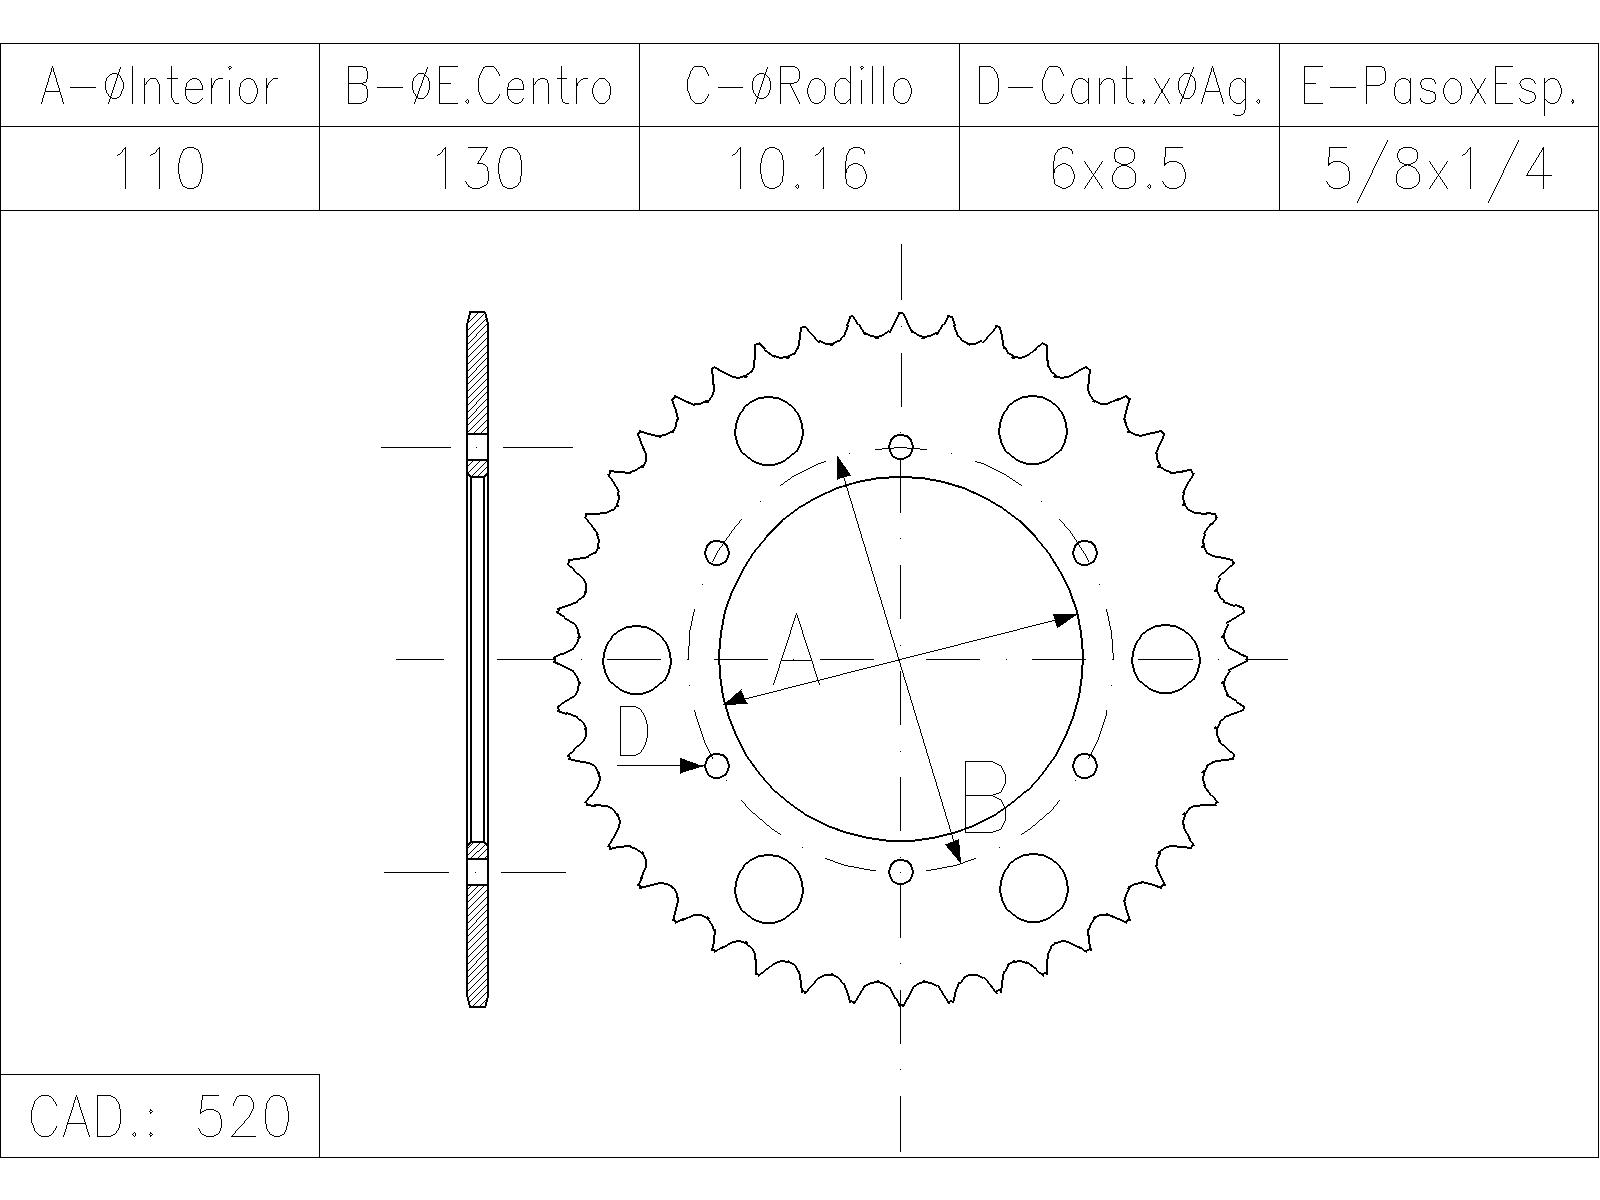 A-ØInterior B-ØE.Centro C-ØRodillo D-Cant.xØAg. E-PasoxEsp.
110 130 10.16 6x8.5 5/8x1/4
A
D
B
CAD.: 520